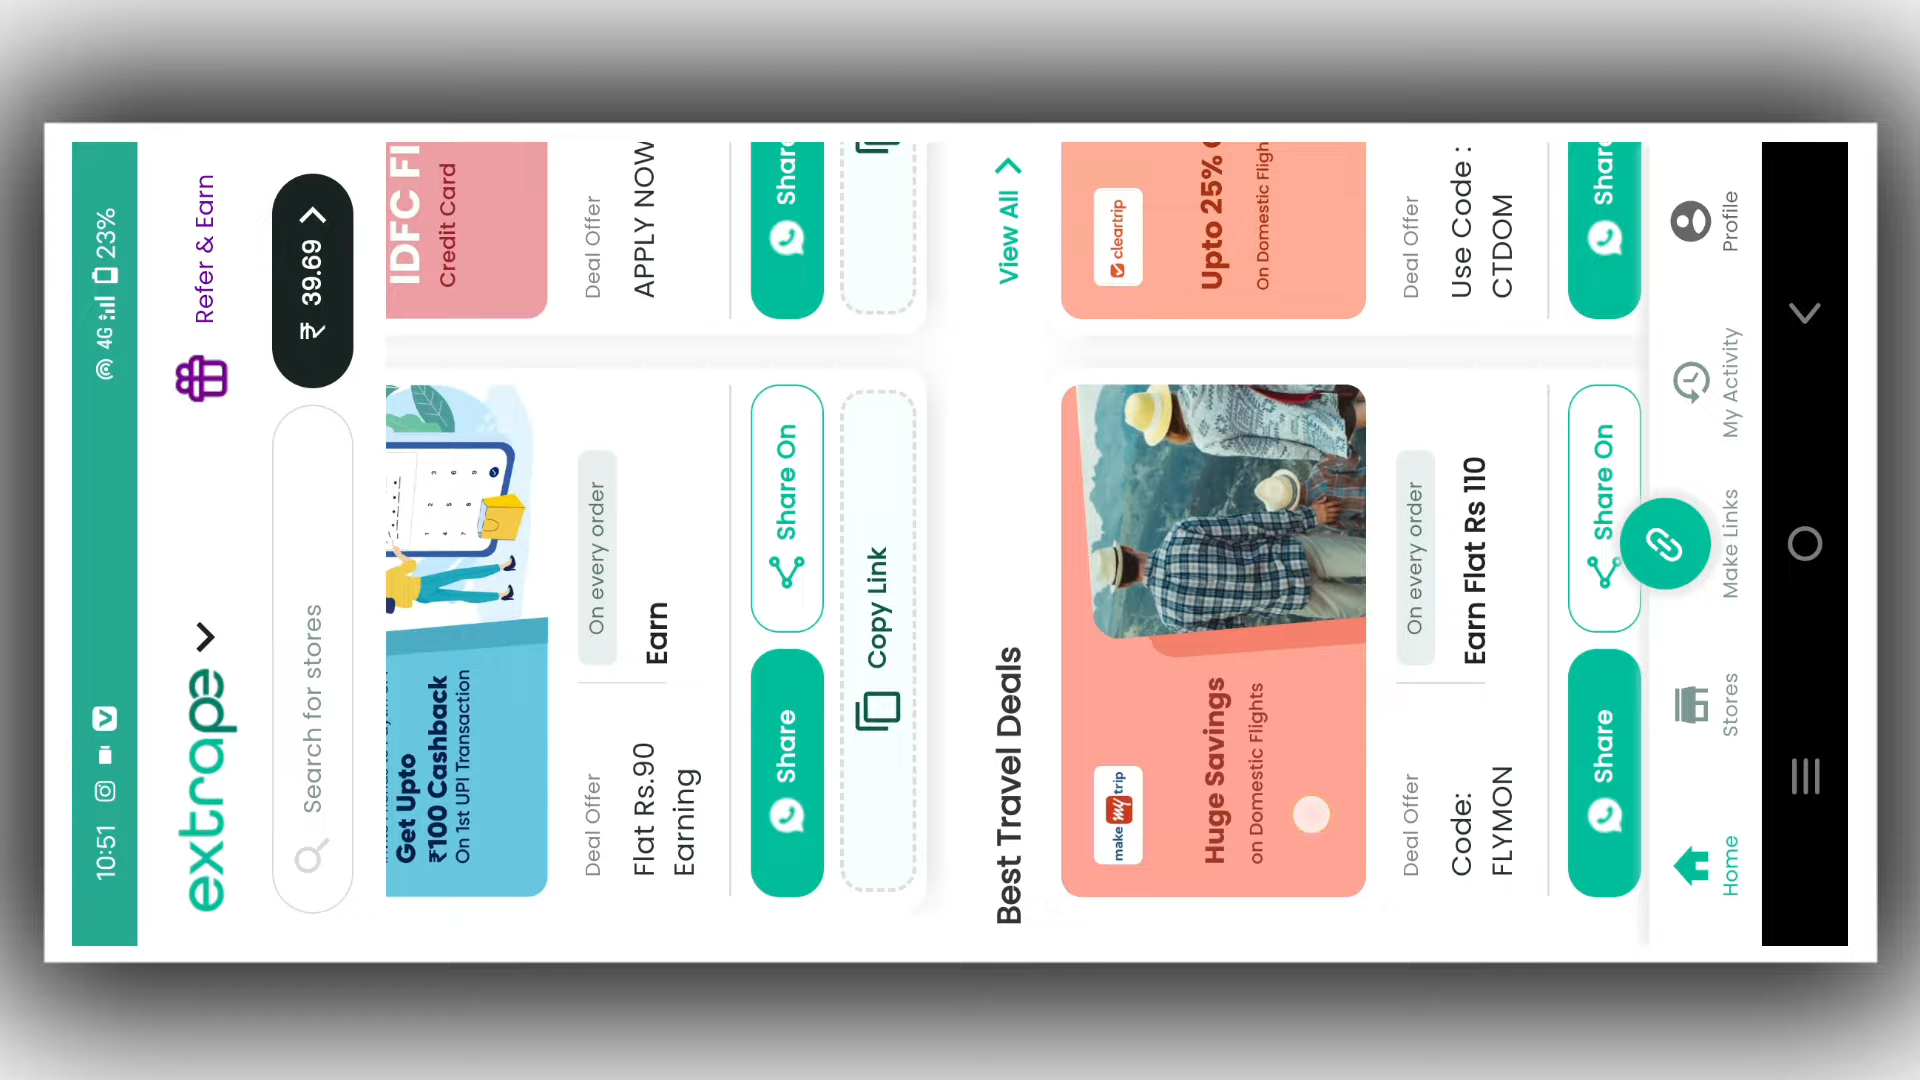 10:51
4G 23%
extrape
Refer & Earn
Search for stores
₹ 39.69
Get Upto
₹100 Cashback
On 1st UPI Transaction
IDFC FI
Credit Card
Deal Offer
On every order
Flat Rs.90
Earning
Earn
Deal Offer
APPLY NOW
Share
Share On
Share
Copy Link
Best Travel Deals
View All
make my trip
Huge Savings
on Domestic Flights
cleartrip
Upto 25%
On Domestic Fligh
Deal Offer
On every order
Code:
FLYMON
Earn Flat Rs 110
Deal Offer
Use Code :
CTDOM
Share
Share On
Share
Home
Stores
Make Links
My Activity
Profile